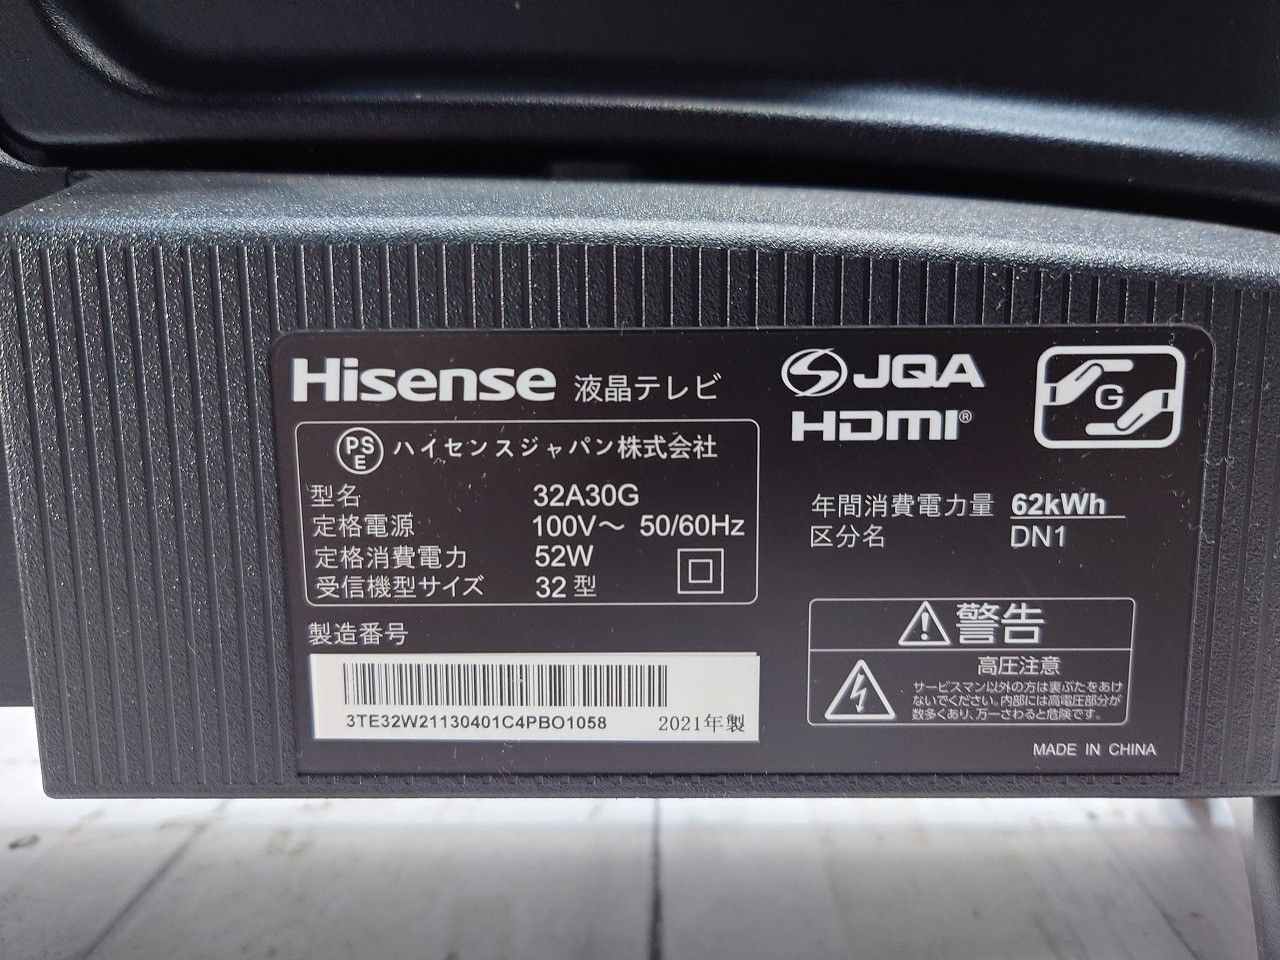 Hisense 液晶テレビ
PSE ハイセンスジャパン株式会社
型名 32A30G
定格電源 100V～ 50/60Hz
定格消費電力 52W
受信機型サイズ 32型
製造番号
3TE32W21130401C4PBO1058 2021年製
S JQA
HDMI®
G
年間消費電力量 62kWh
区分名 DN1
警告
高圧注意
サービスマン以外の方は裏ぶたをあけ
ないでください。内部には高電圧部分が
数多くあり、万一さわると危険です。
MADE IN CHINA